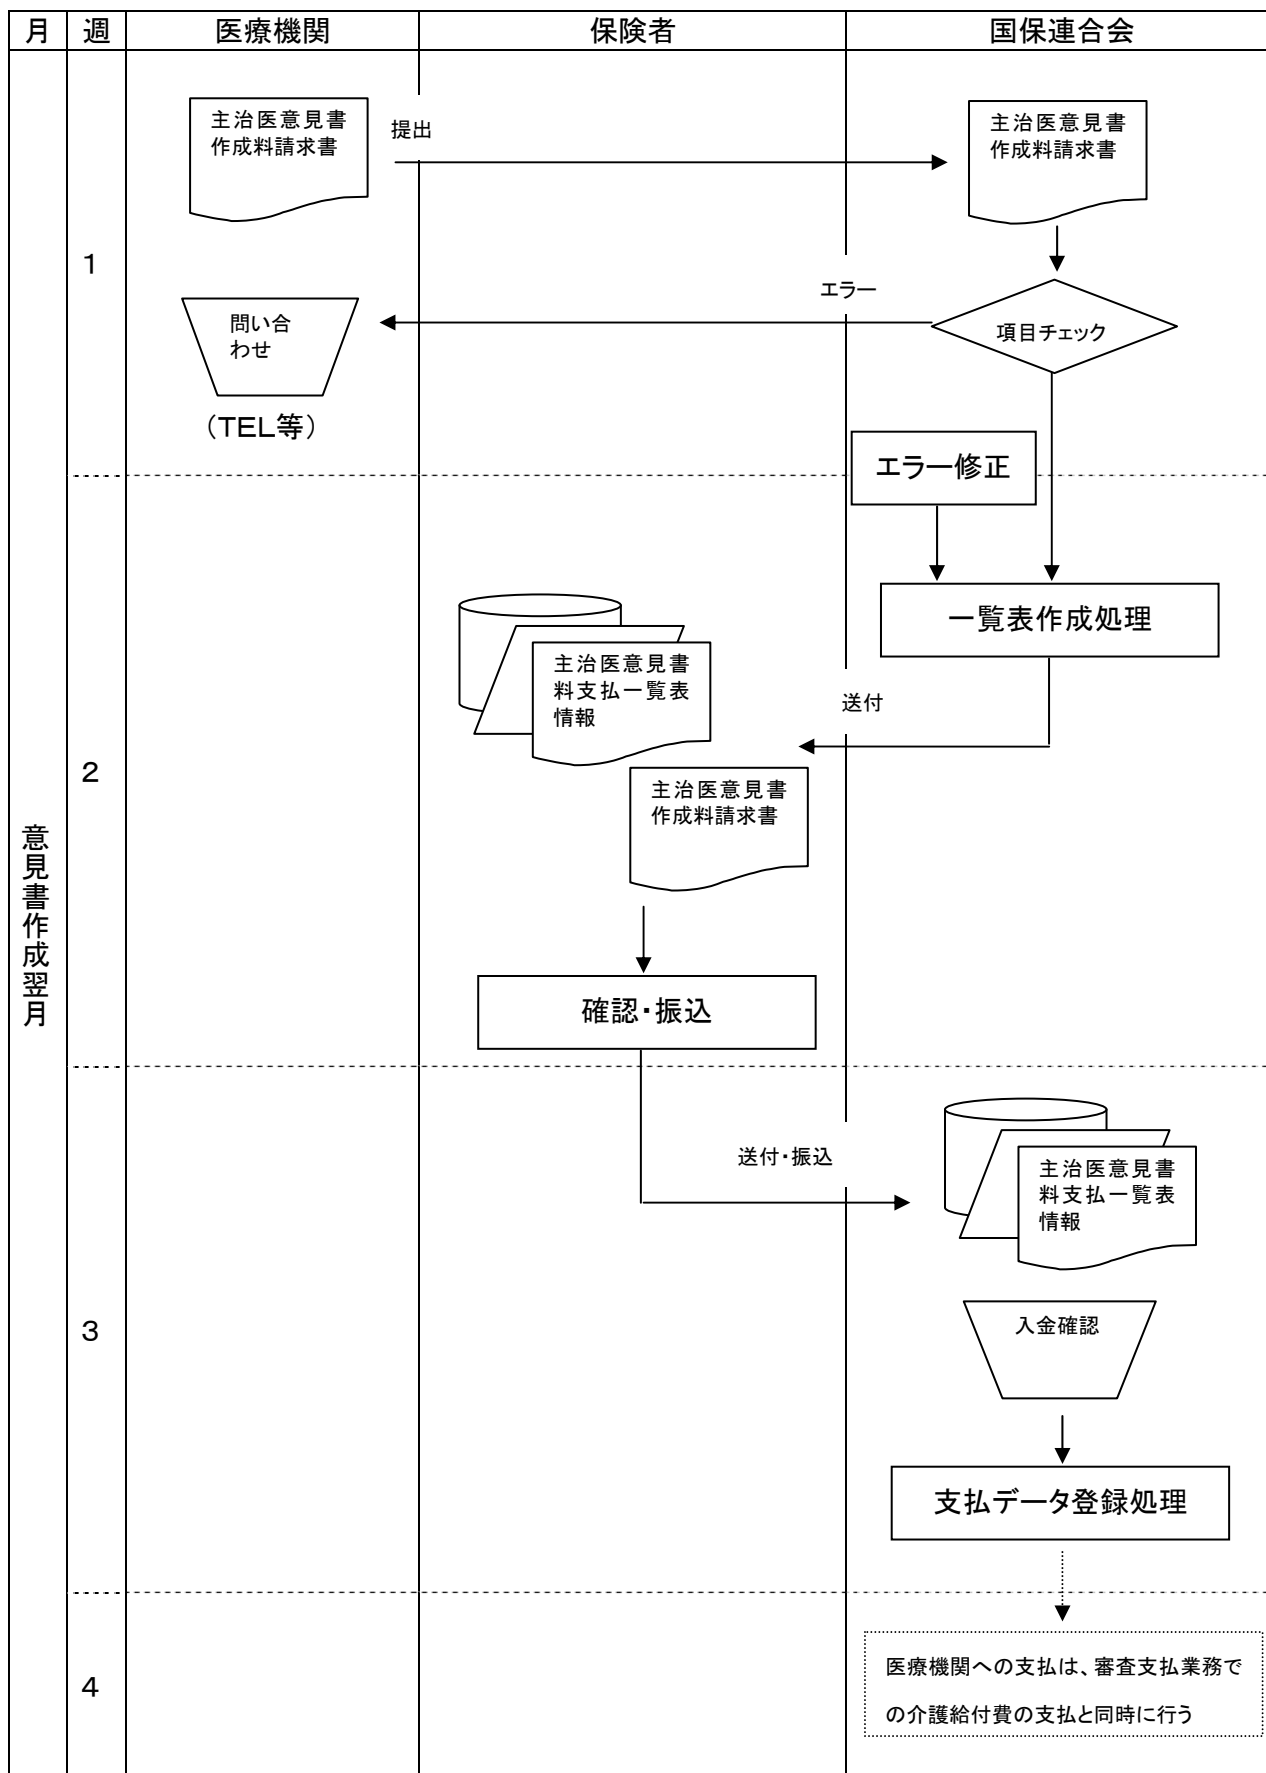 月 週 医療機関 保険者 国保連合会
主治医意見書
作成料請求書
提出
主治医意見書
作成料請求書
1
エラー
問い合
わせ
項目チェック
（TEL等）
エラー修正
一覧表作成処理
主治医意見書
料支払一覧表
情報
送付
2
主治医意見書
作成料請求書
意見書作成翌月
確認・振込
送付・振込
主治医意見書
料支払一覧表
情報
3
入金確認
支払データ登録処理
4
医療機関への支払は、審査支払業務で
の介護給付費の支払と同時に行う